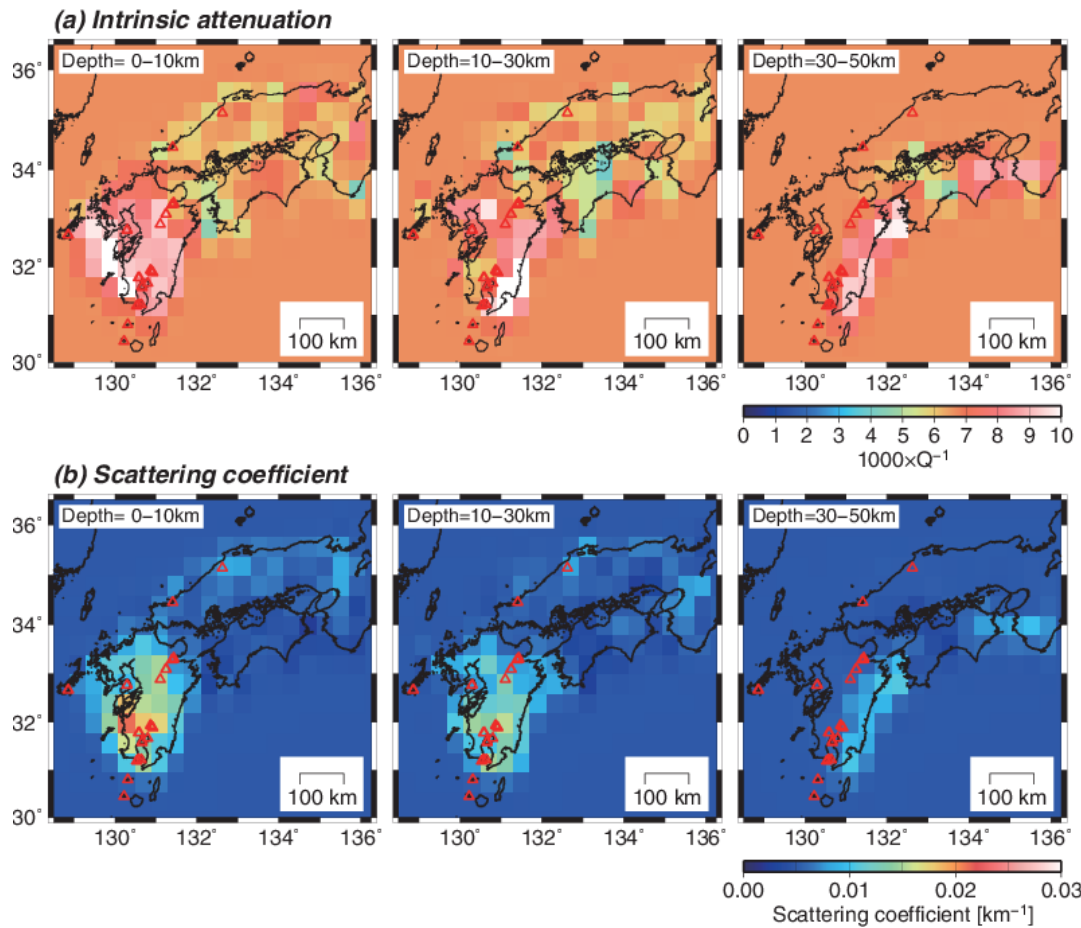 (a) Intrinsic attenuation
Depth= 0–10km
Depth=10–30km
Depth=30–50km
36°
34°
32°
30°
100 km
100 km
100 km
130° 132° 134° 136°
130° 132° 134° 136°
130° 132° 134° 136°
0 1 2 3 4 5 6 7 8 9 10
1000×Q⁻¹
(b) Scattering coefficient
Depth= 0–10km
Depth=10–30km
Depth=30–50km
36°
34°
32°
30°
100 km
100 km
100 km
130° 132° 134° 136°
130° 132° 134° 136°
130° 132° 134° 136°
0.00 0.01 0.02 0.03
Scattering coefficient [km⁻¹]